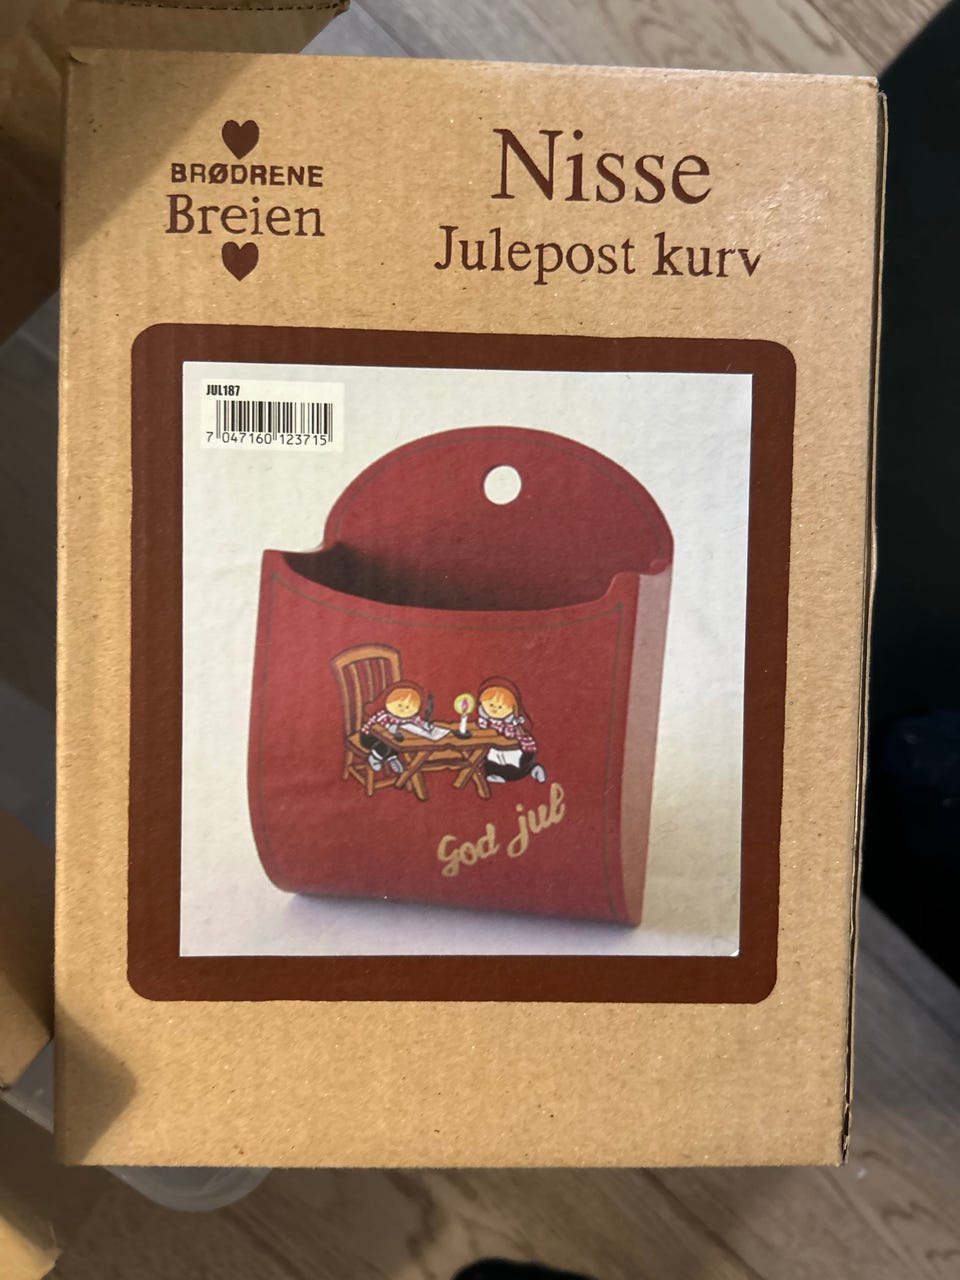 BRØDRENE
Breien
Nisse
Julepost kurv
JUL187
7 047160 123715
God jul